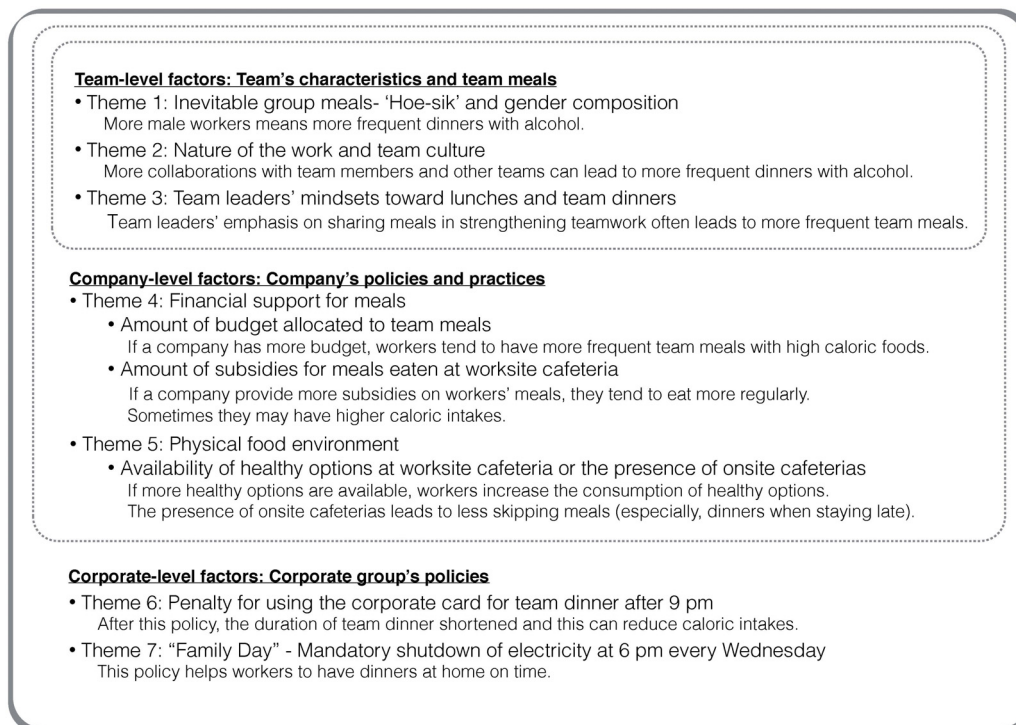 Team-level factors: Team's characteristics and team meals
• Theme 1: Inevitable group meals- 'Hoe-sik' and gender composition
More male workers means more frequent dinners with alcohol.
• Theme 2: Nature of the work and team culture
More collaborations with team members and other teams can lead to more frequent dinners with alcohol.
• Theme 3: Team leaders' mindsets toward lunches and team dinners
Team leaders' emphasis on sharing meals in strengthening teamwork often leads to more frequent team meals.
Company-level factors: Company's policies and practices
• Theme 4: Financial support for meals
• Amount of budget allocated to team meals
If a company has more budget, workers tend to have more frequent team meals with high caloric foods.
• Amount of subsidies for meals eaten at worksite cafeteria
If a company provide more subsidies on workers' meals, they tend to eat more regularly.
Sometimes they may have higher caloric intakes.
• Theme 5: Physical food environment
• Availability of healthy options at worksite cafeteria or the presence of onsite cafeterias
If more healthy options are available, workers increase the consumption of healthy options.
The presence of onsite cafeterias leads to less skipping meals (especially, dinners when staying late).
Corporate-level factors: Corporate group's policies
• Theme 6: Penalty for using the corporate card for team dinner after 9 pm
After this policy, the duration of team dinner shortened and this can reduce caloric intakes.
• Theme 7: "Family Day" - Mandatory shutdown of electricity at 6 pm every Wednesday
This policy helps workers to have dinners at home on time.